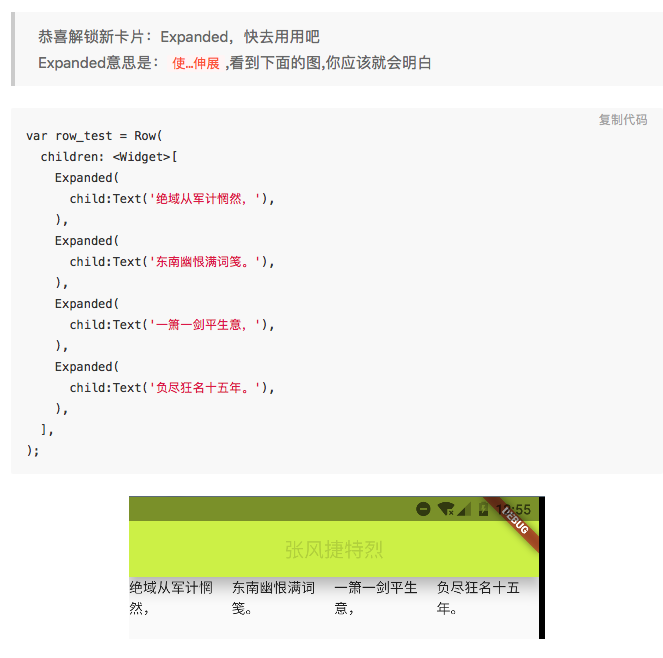 恭喜解锁新卡片：Expanded，快去用用吧
Expanded意思是： 使…伸展 ,看到下面的图,你应该就会明白
复制代码
var row_test = Row(
  children: <Widget>[
    Expanded(
      child:Text('绝域从军计惘然，'),
    ),
    Expanded(
      child:Text('东南幽恨满词笺。'),
    ),
    Expanded(
      child:Text('一箫一剑平生意，'),
    ),
    Expanded(
      child:Text('负尽狂名十五年。'),
    ),
  ],
);
DEBUG
张风捷特烈
绝域从军计惘 东南幽恨满词 一箫一剑平生 负尽狂名十五
然， 笺。 意， 年。